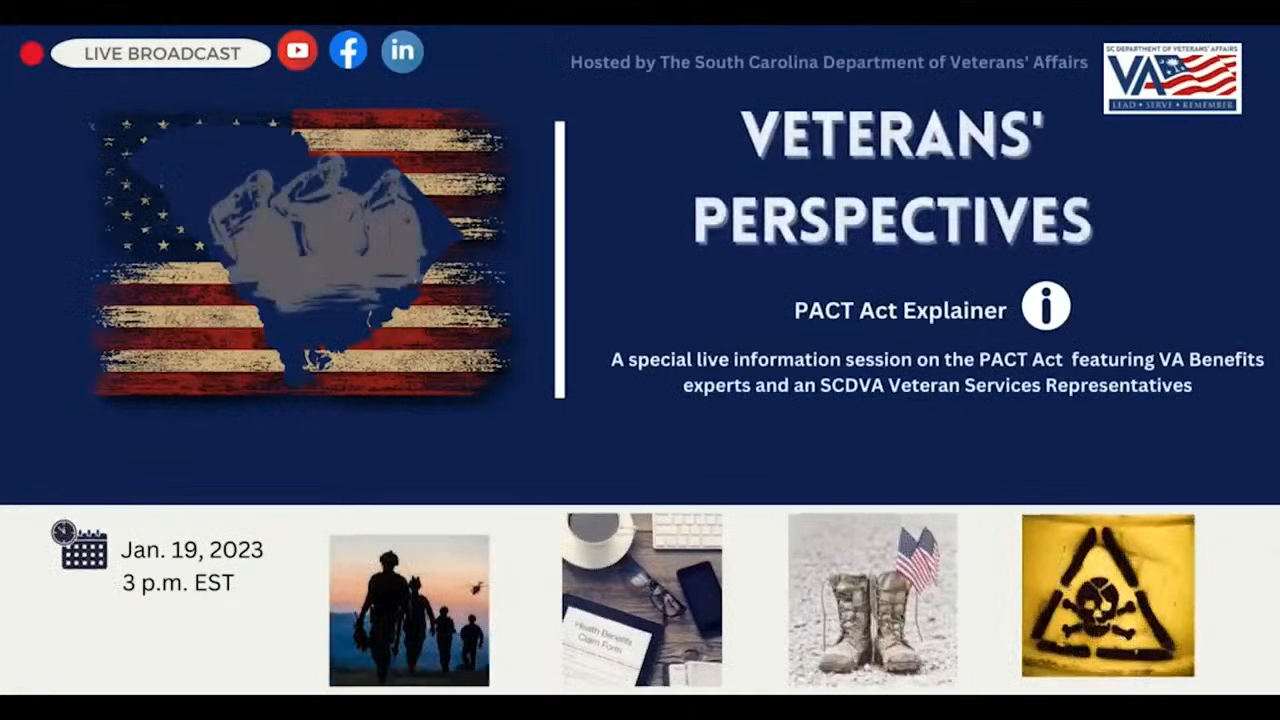 LIVE BROADCAST
Hosted by The South Carolina Department of Veterans' Affairs
SC DEPARTMENT OF VETERANS' AFFAIRS
VA
LEAD • SERVE • REMEMBER
VETERANS'
PERSPECTIVES
PACT Act Explainer
A special live information session on the PACT Act featuring VA Benefits
experts and an SCDVA Veteran Services Representatives
Jan. 19, 2023
3 p.m. EST
Health Benefits
Claim Form